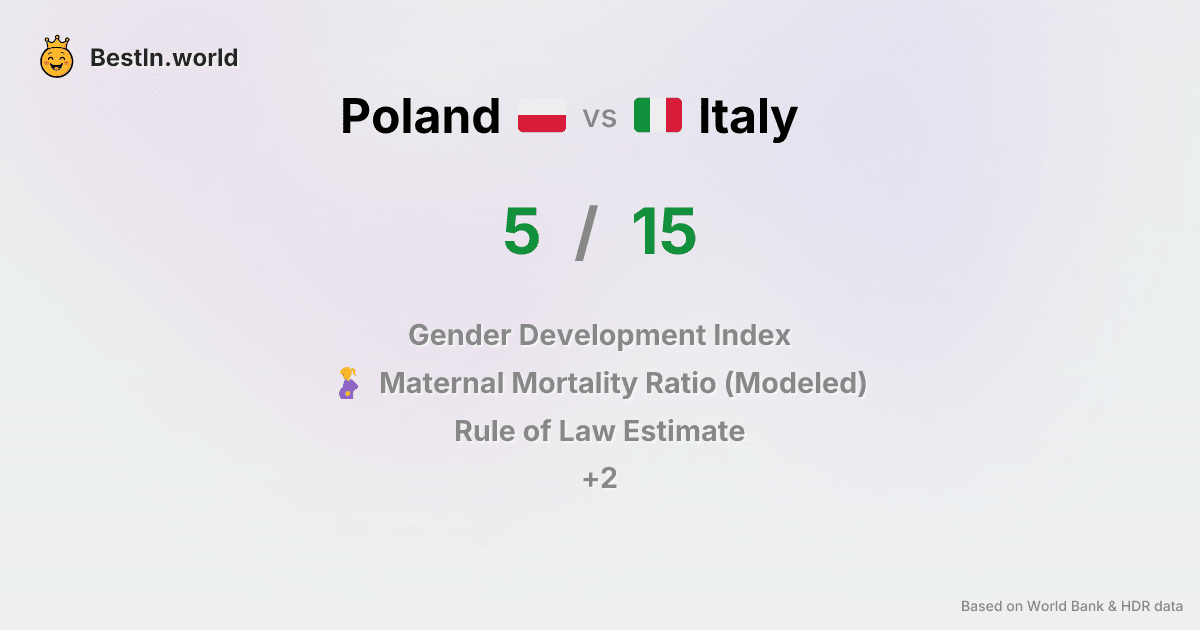 BestIn.world
Poland vs Italy
5 / 15
Gender Development Index
Maternal Mortality Ratio (Modeled)
Rule of Law Estimate
+2
Based on World Bank & HDR data